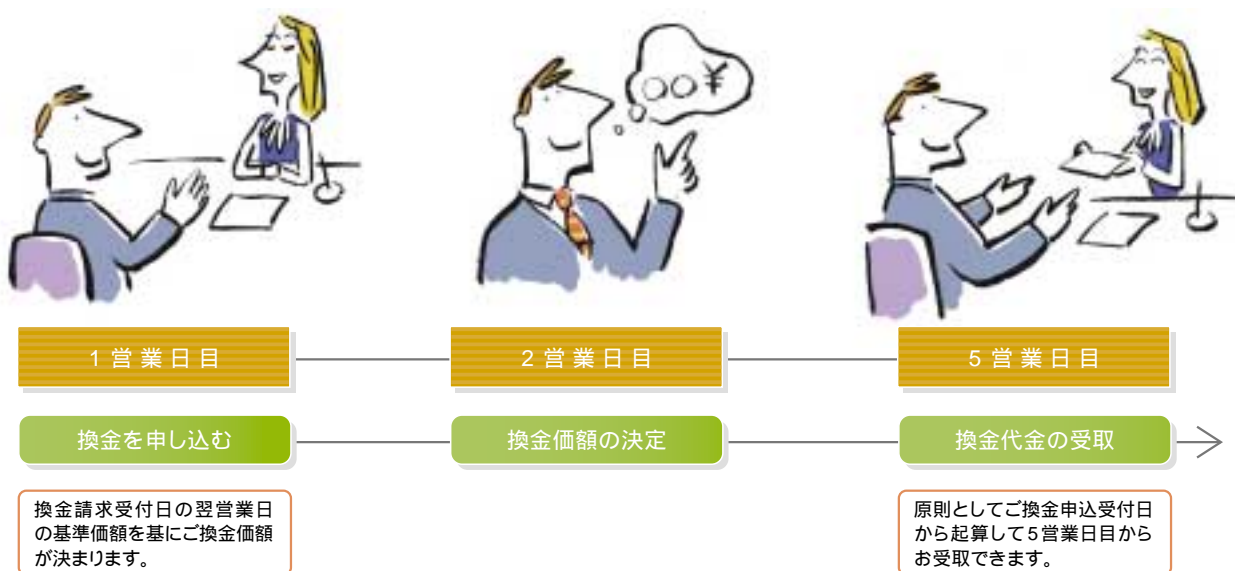 ○○¥
1営業日目
2営業日目
5営業日目
換金を申し込む
換金価額の決定
換金代金の受取
換金請求受付日の翌営業日
の基準価額を基にご換金価額
が決まります。
原則としてご換金申込受付日
から起算して5営業日目から
お受取できます。